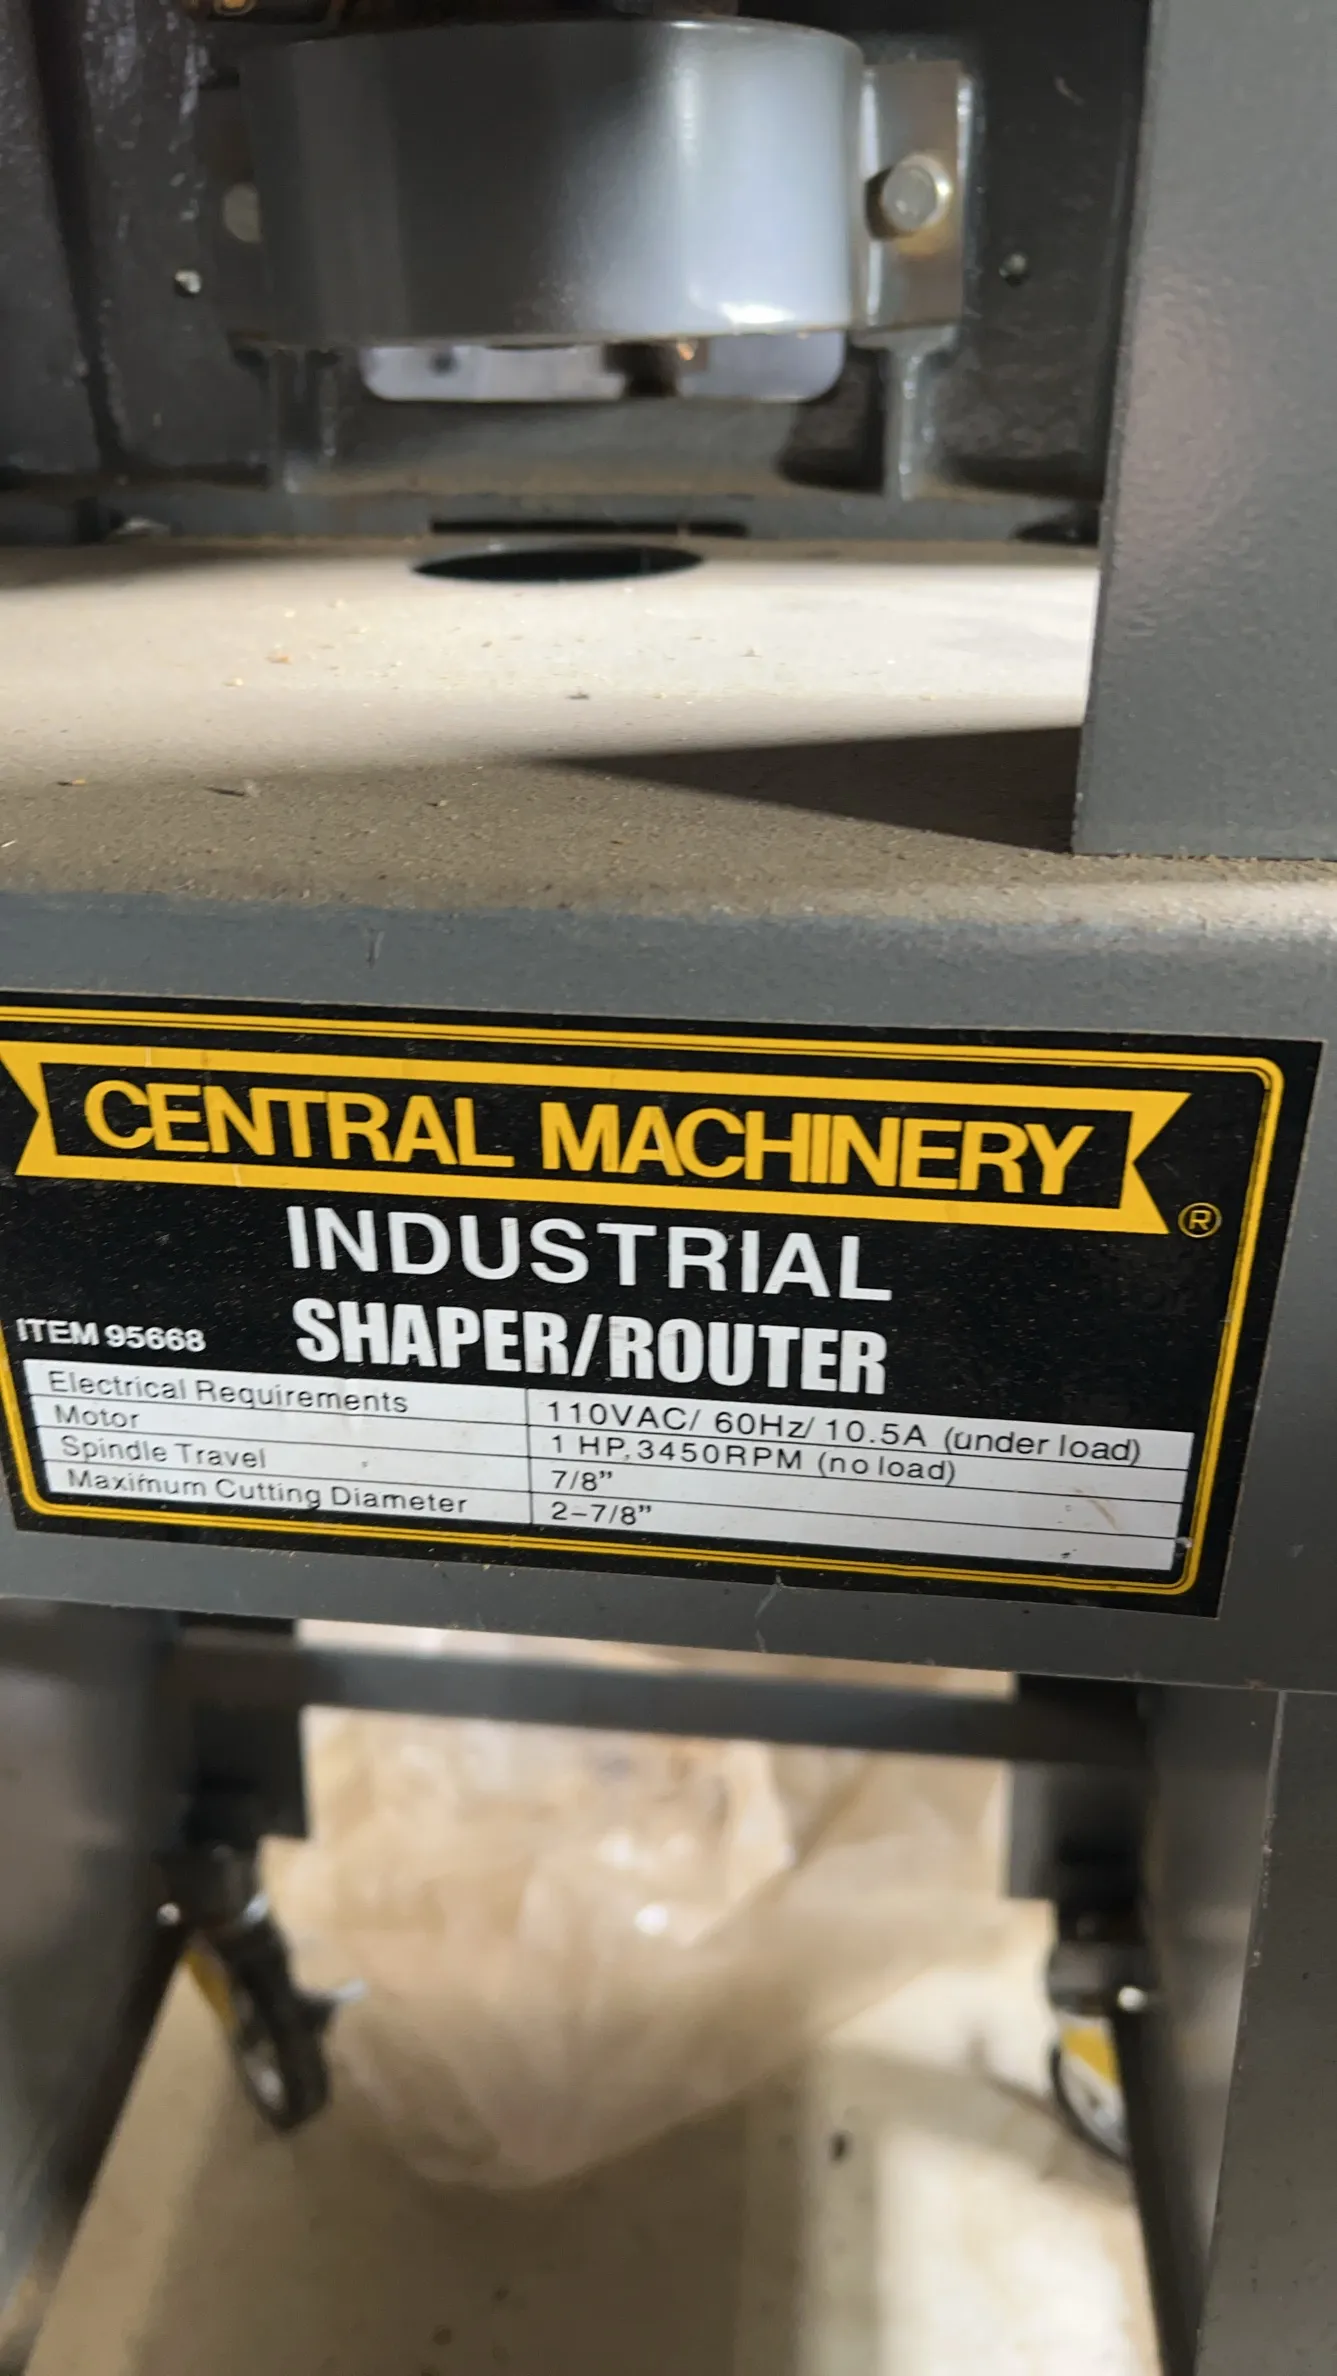 CENTRAL MACHINERY
®
INDUSTRIAL
SHAPER/ROUTER
ITEM 95668
Electrical Requirements 110VAC/ 60Hz/ 10.5A (under load)
Motor 1 HP, 3450RPM (no load)
Spindle Travel 7/8"
Maximum Cutting Diameter 2-7/8"